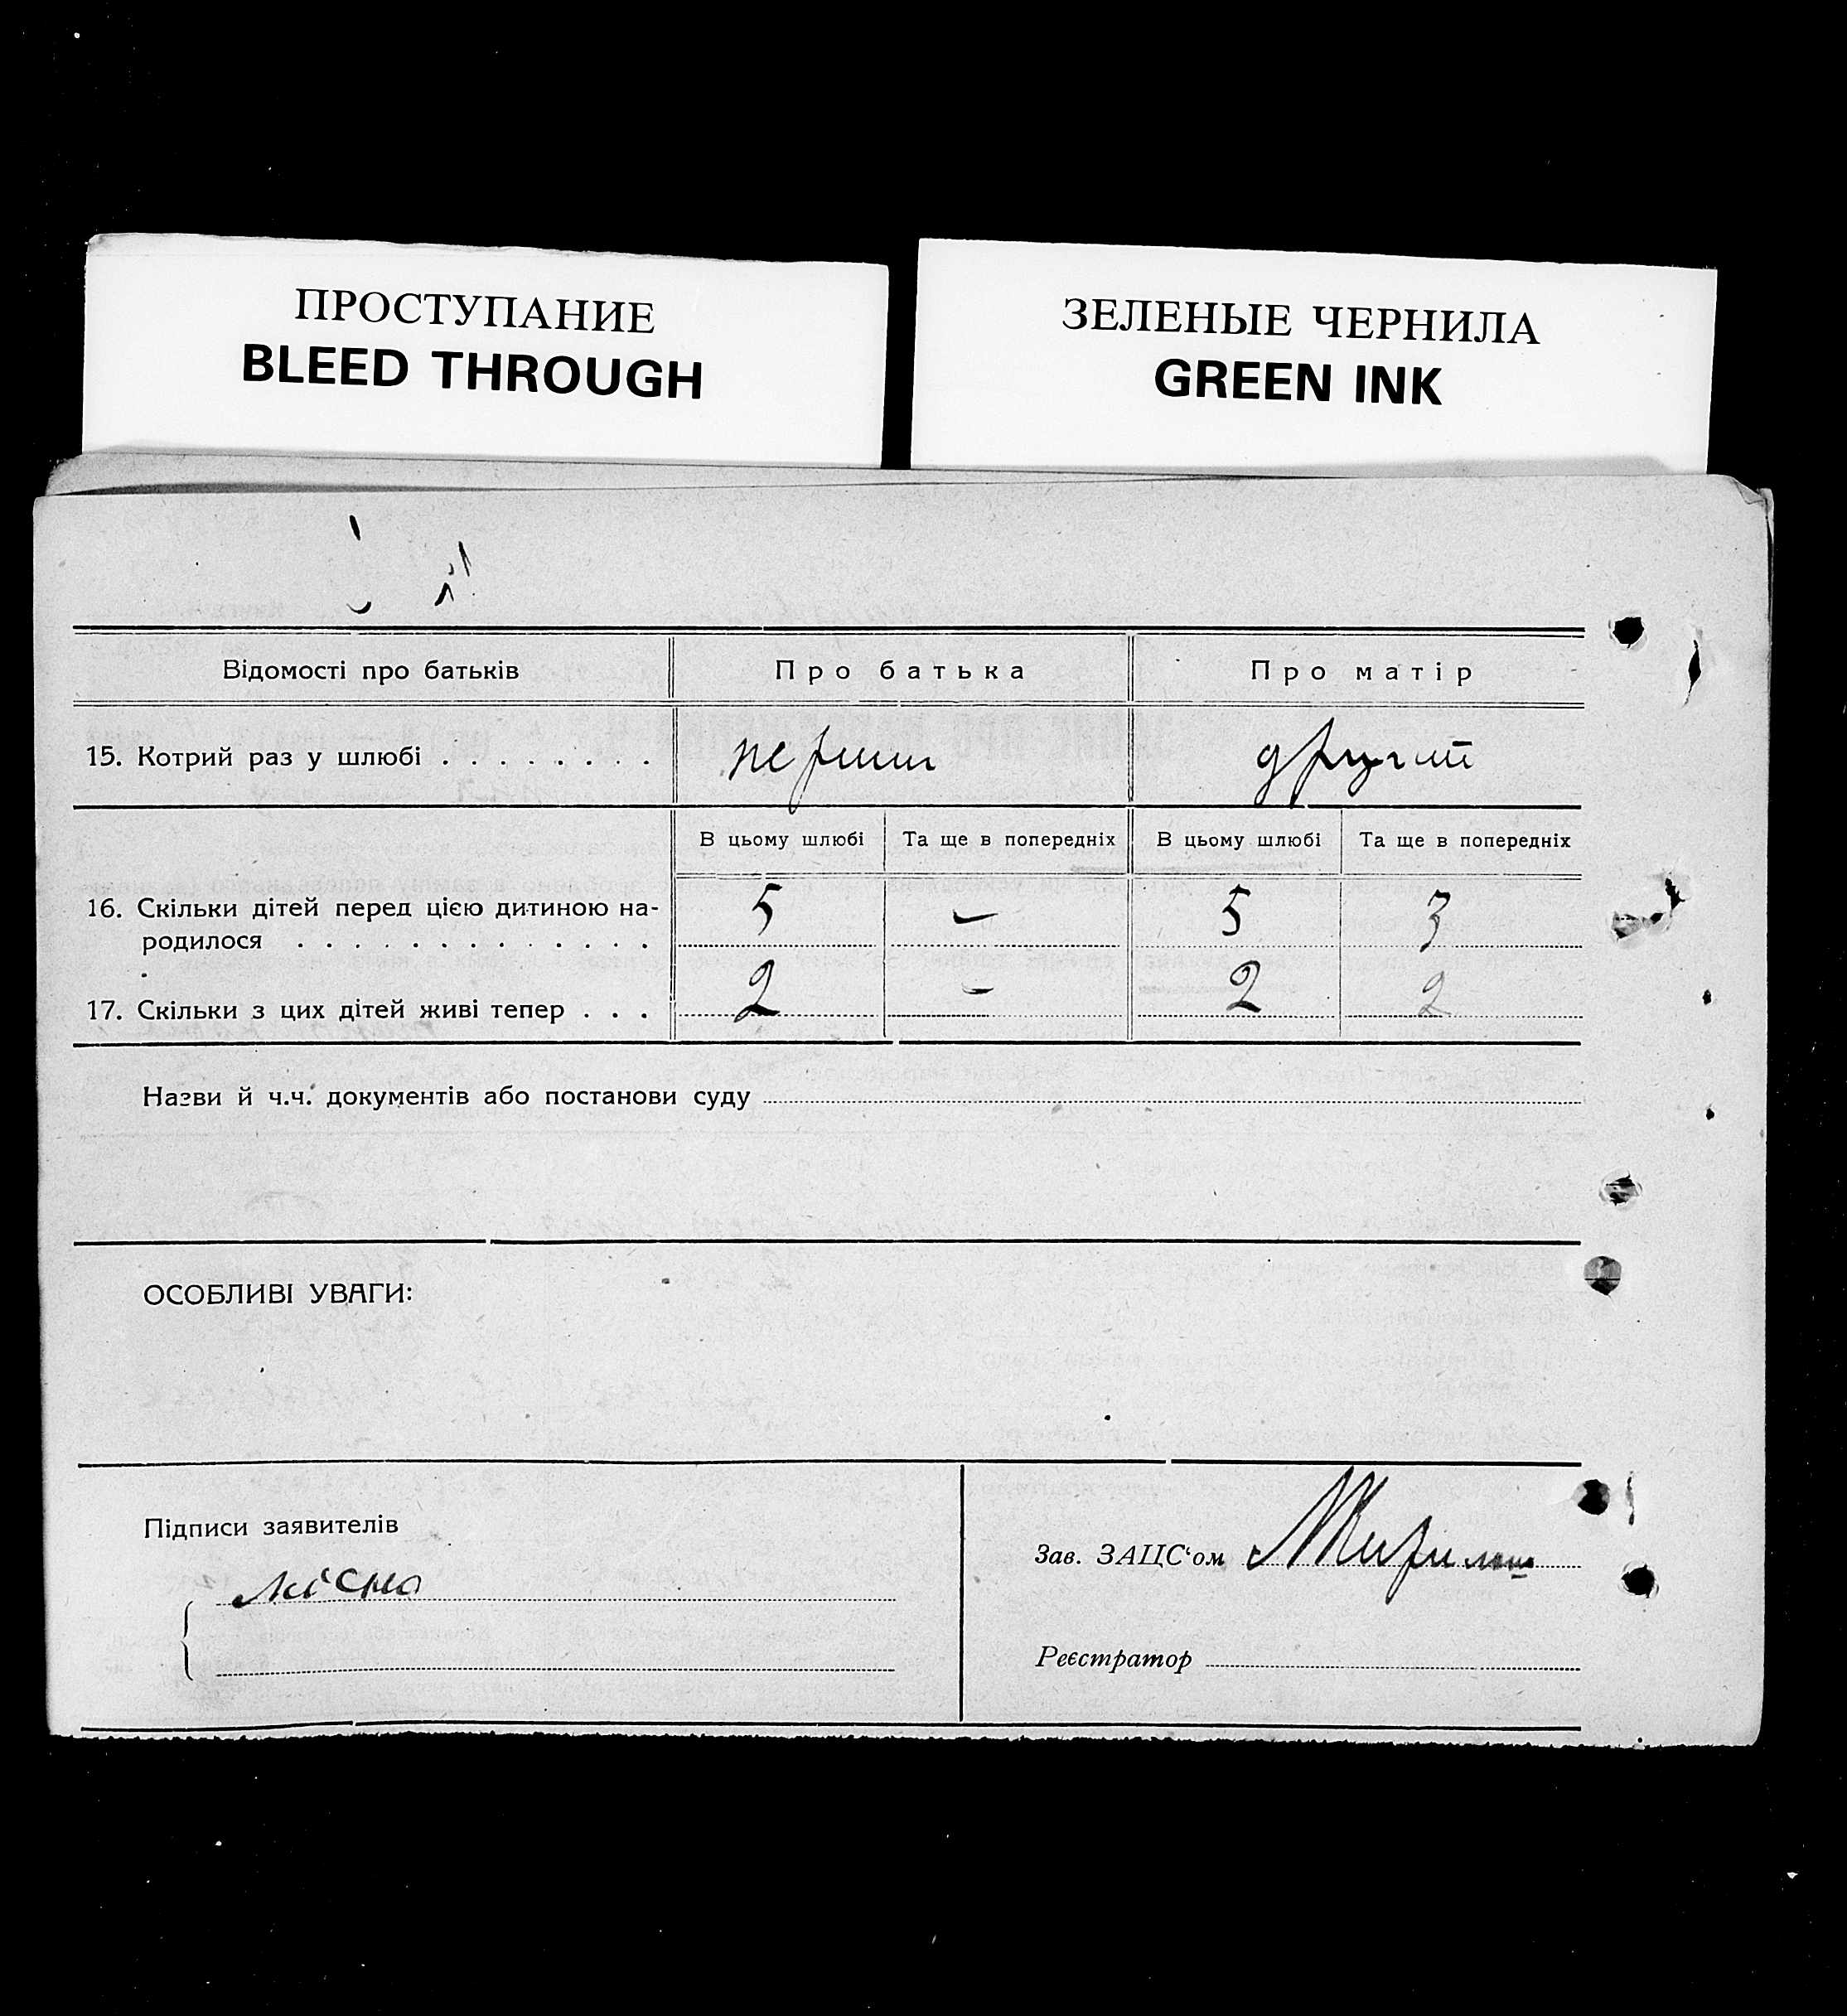 ПРОСТУПАНИЕ
BLEED THROUGH
ЗЕЛЕНЫЕ ЧЕРНИЛА
GREEN INK
Відомості про батьків Про батька Про матір
15. Котрий раз у шлюбі . . . . . . . . перший другий
В цьому шлюбі Та ще в попередніх В цьому шлюбі Та ще в попередніх
16. Скільки дітей перед цією дитиною на-
родилося . . . . . . . . . . . . . 5 – 5 3
17. Скільки з цих дітей живі тепер . . . 2 – 2 2
Назви й ч.ч. документів або постанови суду
ОСОБЛИВІ УВАГИ:
Підписи заявителів
Зав. ЗАЦС‘ом
Реєстратор